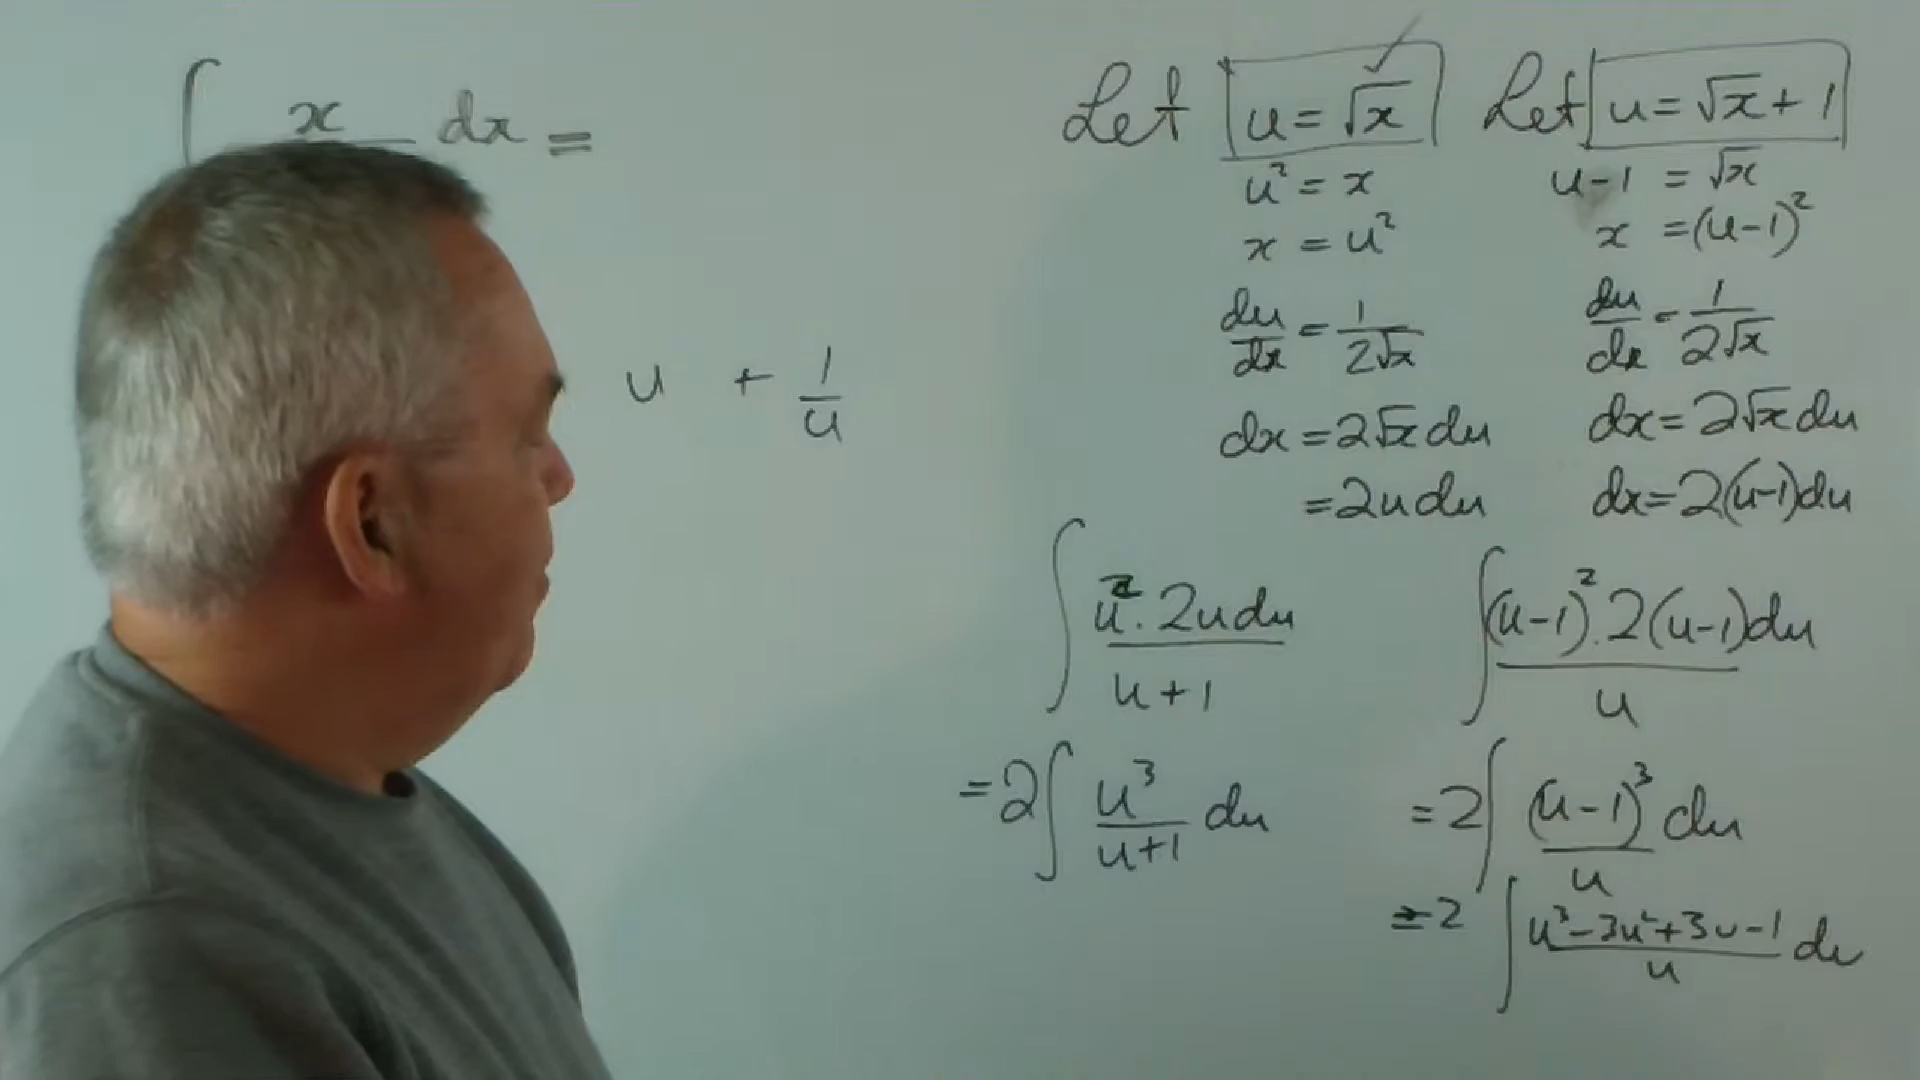 ∫ x dx =
u + 1/u
Let u = √x ✓
u² = x
x = u²
du/dx = 1/(2√x)
dx = 2√x du
= 2u du
∫ (u² · 2u du)/(u+1)
= 2∫ u³/(u+1) du
Let u = √x + 1
u-1 = √x
x = (u-1)²
du/dx = 1/(2√x)
dx = 2√x du
dx = 2(u-1)du
∫ ((u-1)² · 2(u-1)du)/u
= 2∫ (u-1)³/u du
= 2 ∫ (u³-3u²+3u-1)/u du